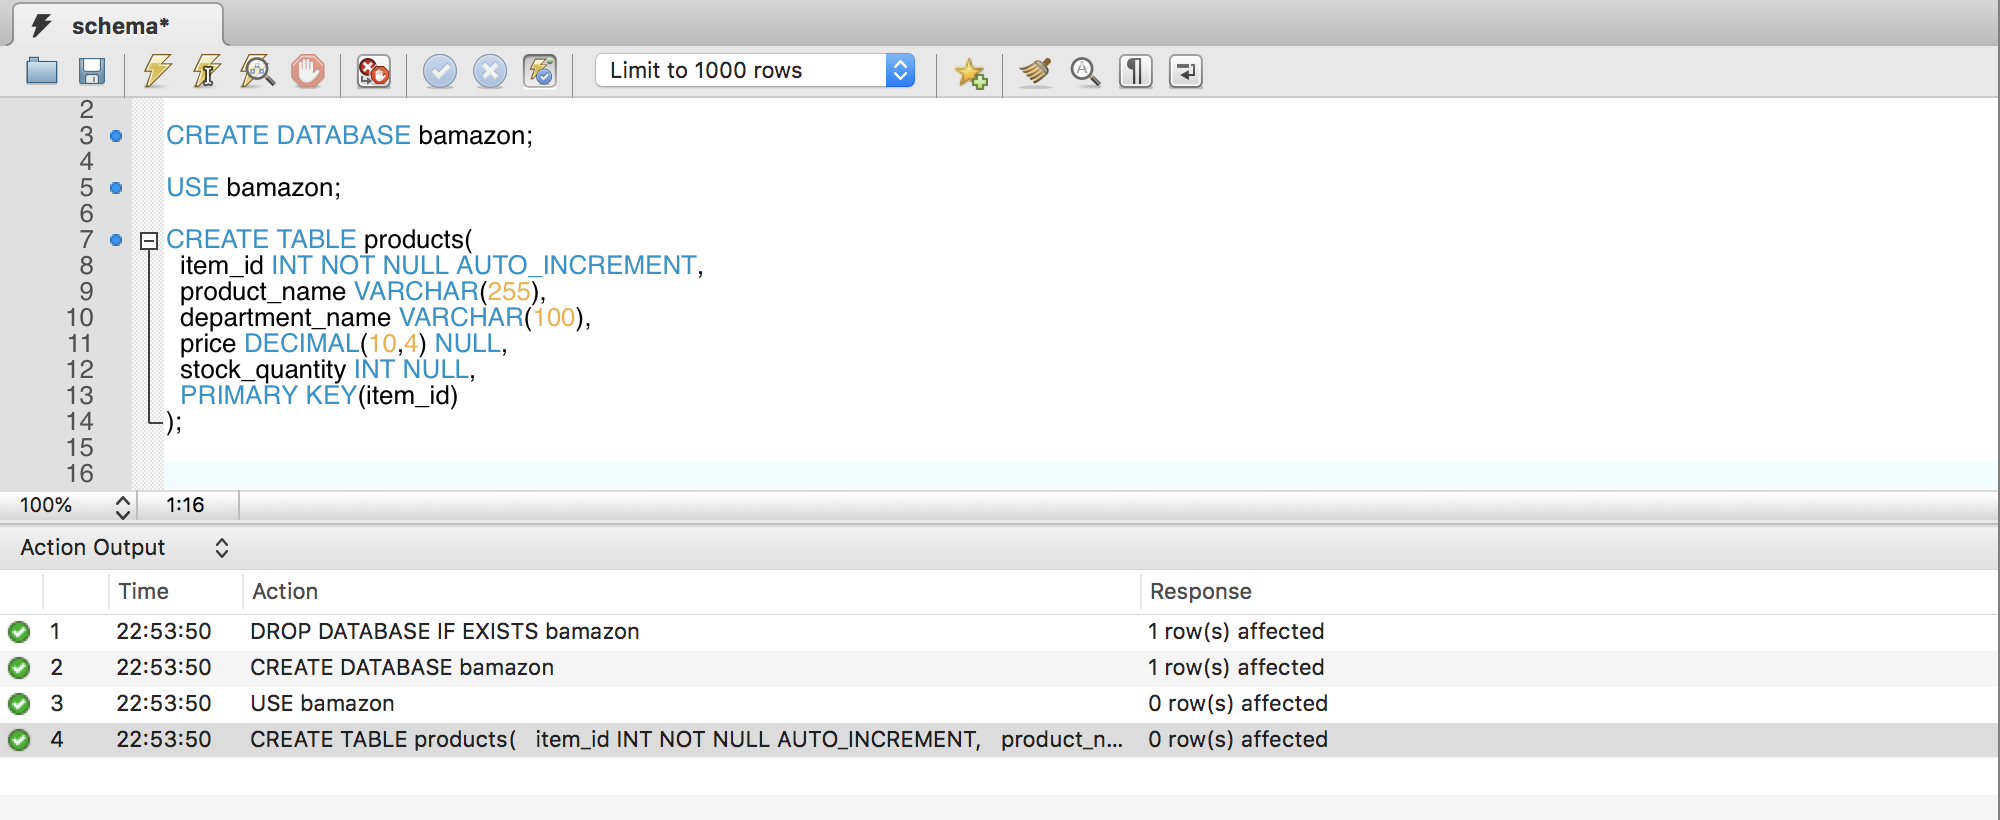 schema*
Limit to 1000 rows
2
3 CREATE DATABASE bamazon;
4
5 USE bamazon;
6
7 CREATE TABLE products(
8 item_id INT NOT NULL AUTO_INCREMENT,
9 product_name VARCHAR(255),
10 department_name VARCHAR(100),
11 price DECIMAL(10,4) NULL,
12 stock_quantity INT NULL,
13 PRIMARY KEY(item_id)
14 );
15
16
100% 1:16
Action Output
Time Action Response
1 22:53:50 DROP DATABASE IF EXISTS bamazon 1 row(s) affected
2 22:53:50 CREATE DATABASE bamazon 1 row(s) affected
3 22:53:50 USE bamazon 0 row(s) affected
4 22:53:50 CREATE TABLE products( item_id INT NOT NULL AUTO_INCREMENT, product_n... 0 row(s) affected